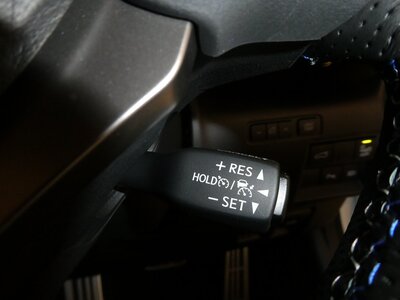 + RES ▲
HOLD / ◀
− SET ▼